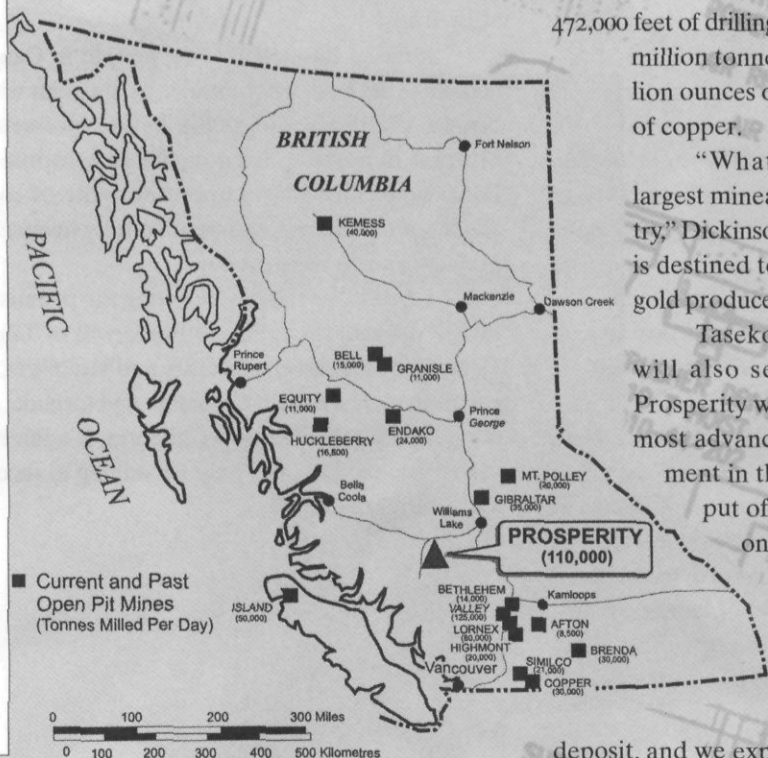 BRITISH
COLUMBIA
Fort Nelson
KEMESS
(40,000)
PACIFIC
OCEAN
Mackenzie
Dawson Creek
Prince
Rupert
BELL
(15,000)
GRANISLE
(11,000)
EQUITY
(11,000)
ENDAKO
(24,000)
Prince
George
HUCKLEBERRY
(16,500)
MT. POLLEY
(20,000)
GIBRALTAR
(35,000)
Bella
Coola
Williams
Lake
PROSPERITY
(110,000)
Current and Past
Open Pit Mines
(Tonnes Milled Per Day)
ISLAND
(50,000)
BETHLEHEM
(14,000)
Kamloops
VALLEY
(125,000)
LORNEX
(80,000)
AFTON
(8,500)
HIGHMONT
(20,000)
BRENDA
(30,000)
SIMILCO
(21,000)
Vancouver
COPPER
(30,000)
0 100 200 300 Miles
0 100 200 300 400 500 Kilometres
472,000 feet of drilling
million tonne
lion ounces o
of copper.
“What
largest minea
try,” Dickinso
is destined to
gold produce
Taseko
will also se
Prosperity w
most advanc
ment in th
put of
on
deposit, and we exp